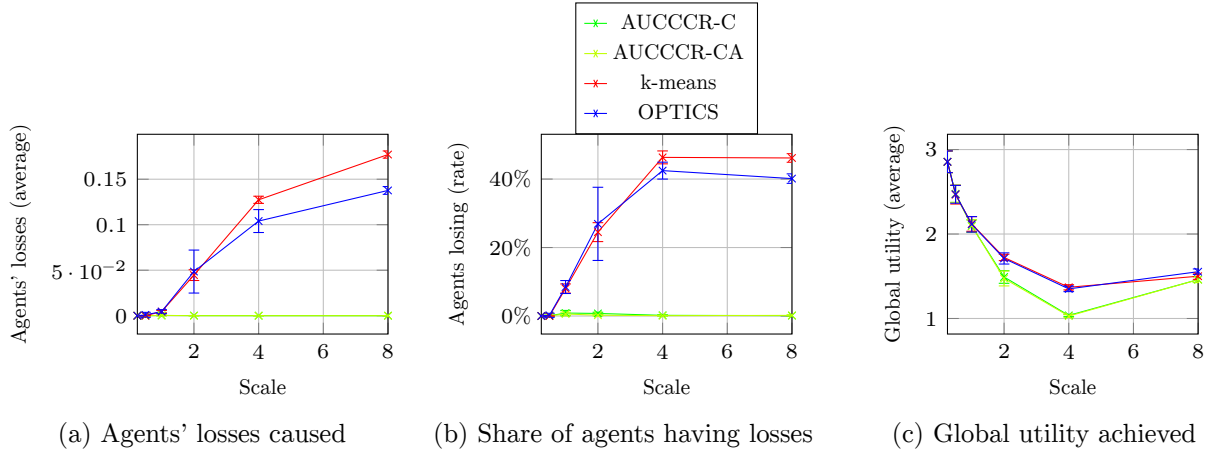 AUCCCR-C
AUCCCR-CA
k-means
OPTICS
Agents' losses (average)
0.15
0.1
5 · 10⁻²
0
2 4 6 8
Scale
(a) Agents' losses caused
Agents losing (rate)
40%
20%
0%
2 4 6 8
Scale
(b) Share of agents having losses
Global utility (average)
3
2
1
2 4 6 8
Scale
(c) Global utility achieved